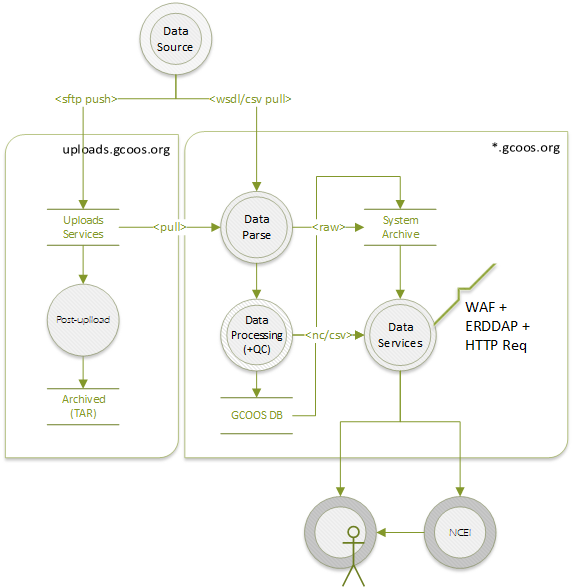 Data
Source
<sftp push>
<wsdl/csv pull>
uploads.gcoos.org
*.gcoos.org
Uploads
Services
<pull>
Data
Parse
<raw>
System
Archive
Post-upload
Data
Processing
(+QC)
<nc/csv>
Data
Services
WAF +
ERDDAP +
HTTP Req
Archived
(TAR)
GCOOS DB
NCEI